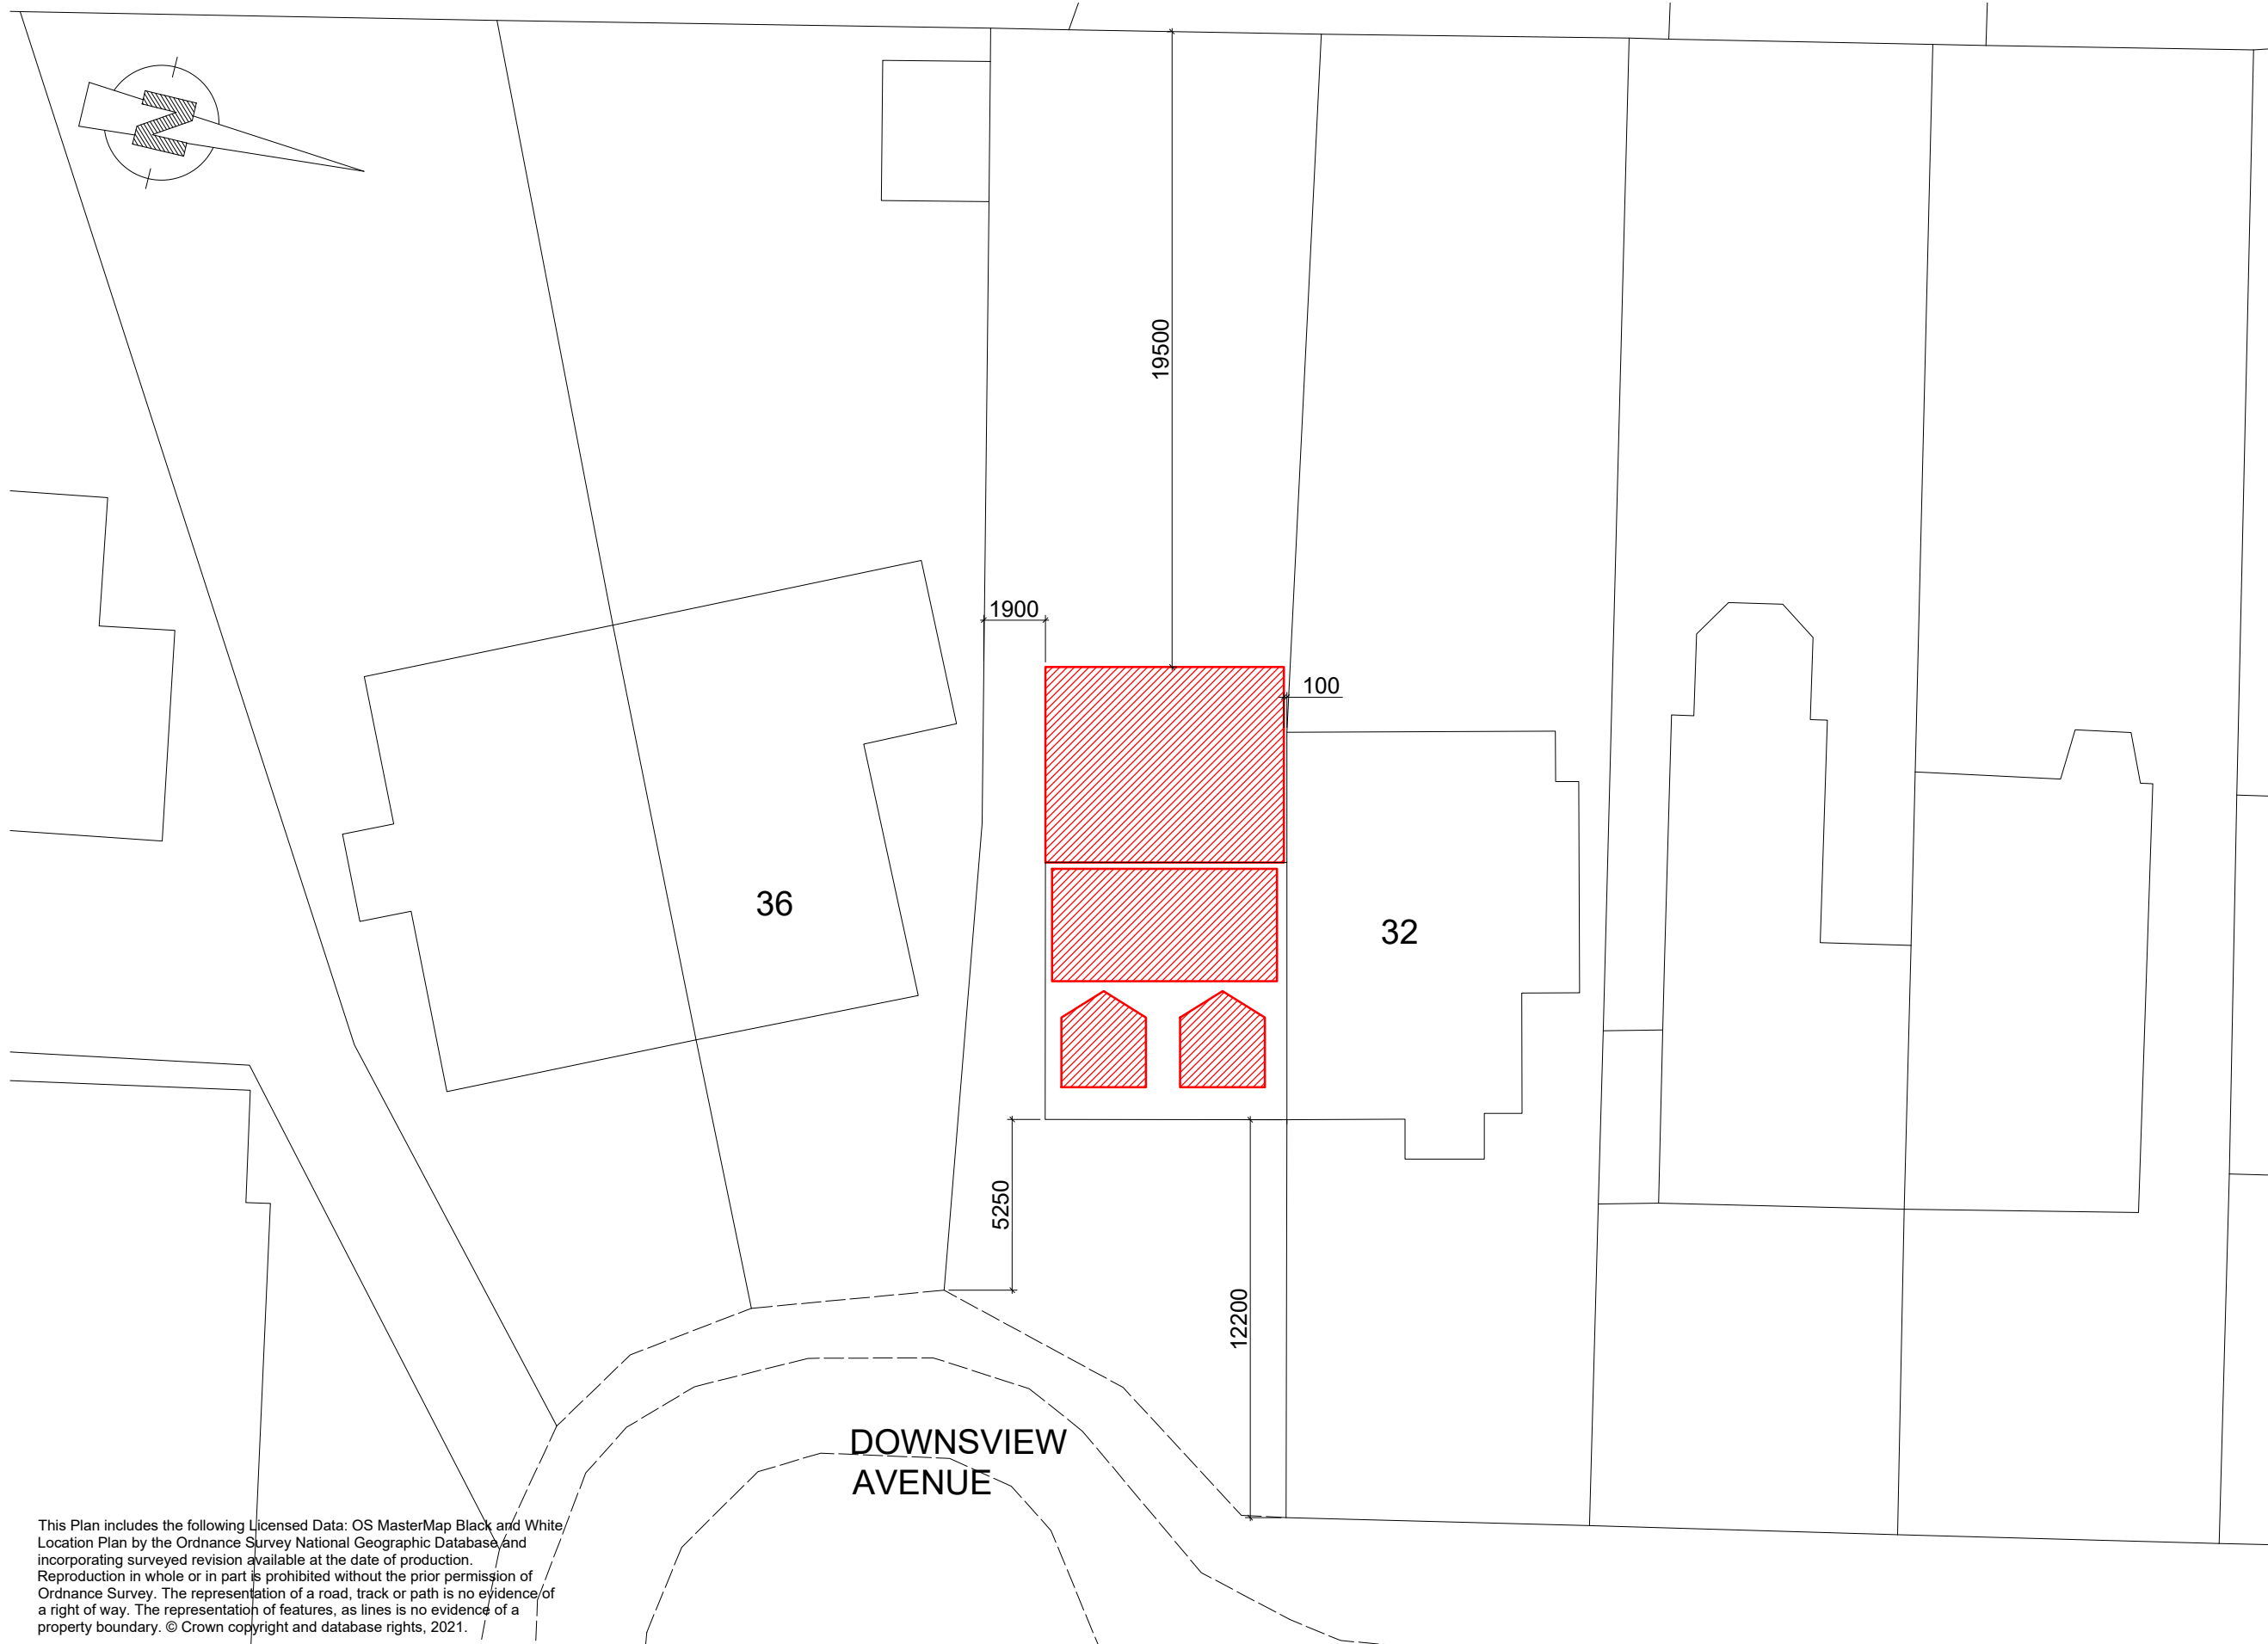 N
19500
1900
100
36
32
5250
12200
DOWNSVIEW
AVENUE
This Plan includes the following Licensed Data: OS MasterMap Black and White
Location Plan by the Ordnance Survey National Geographic Database and
incorporating surveyed revision available at the date of production.
Reproduction in whole or in part is prohibited without the prior permission of
Ordnance Survey. The representation of a road, track or path is no evidence of
a right of way. The representation of features, as lines is no evidence of a
property boundary. © Crown copyright and database rights, 2021.